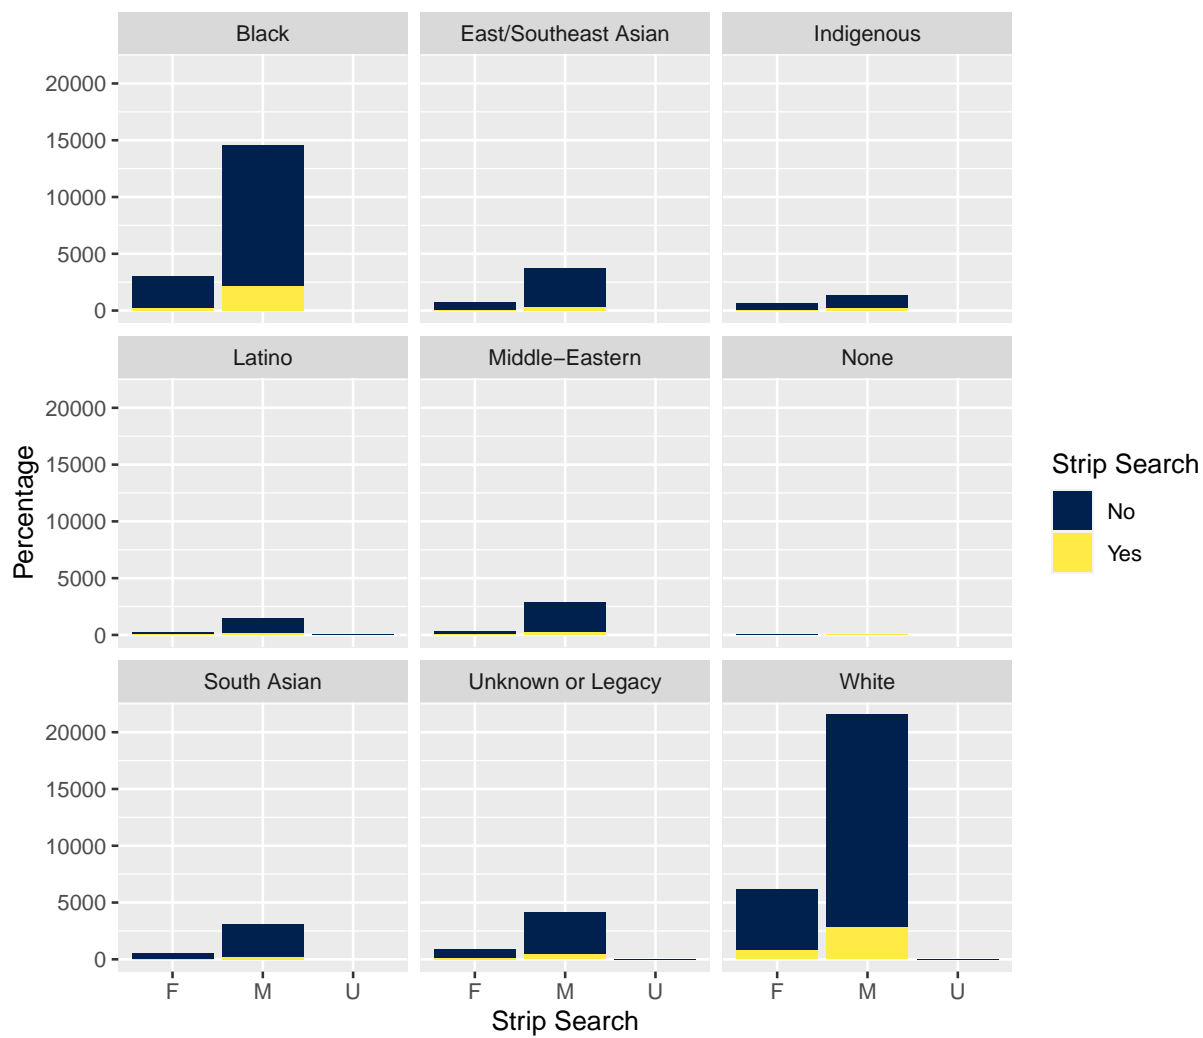 Black East/Southeast Asian Indigenous
20000
15000
10000
5000
0
Latino Middle−Eastern None
20000
15000
10000
5000
0
Percentage
South Asian Unknown or Legacy White
20000
15000
10000
5000
0
F M U F M U F M U
Strip Search
Strip Search
No
Yes